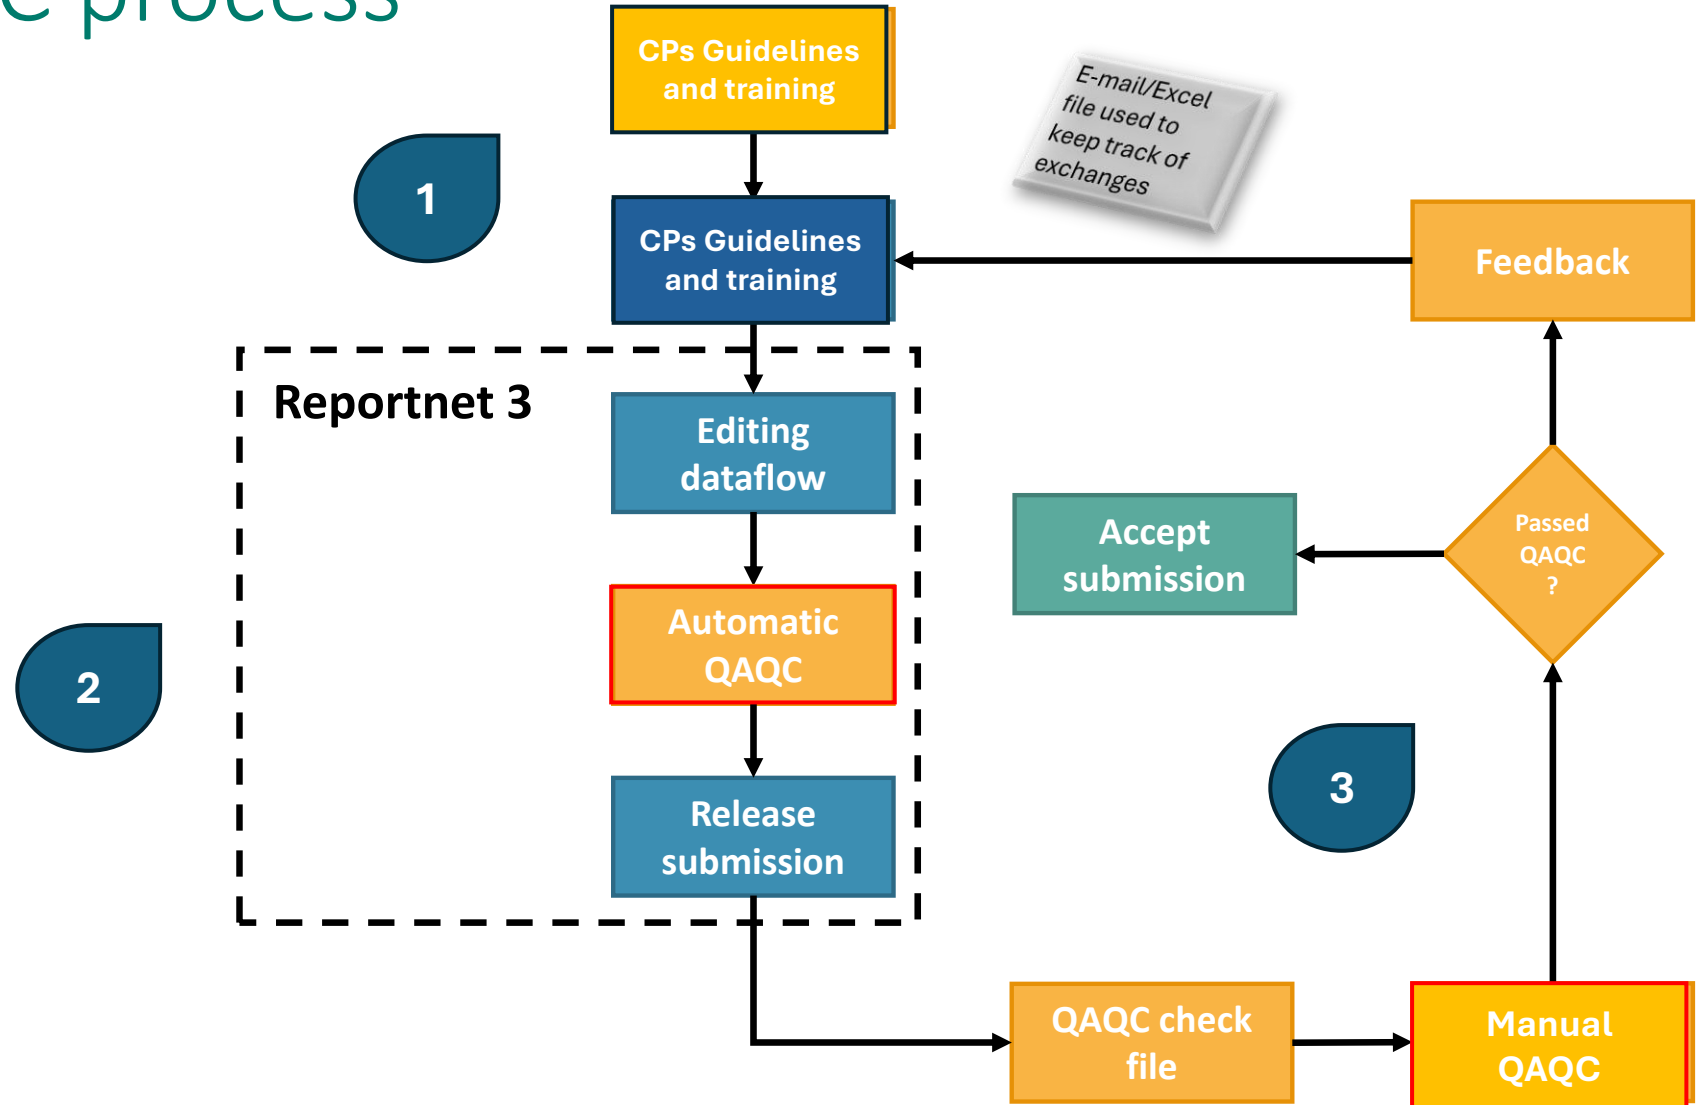 C process
CPs Guidelines
and training
E-mail/Excel
file used to
keep track of
exchanges
1
CPs Guidelines
and training
Feedback
Reportnet 3
Editing
dataflow
Accept
submission
Passed
QAQC
?
Automatic
QAQC
2
3
Release
submission
QAQC check
file
Manual
QAQC